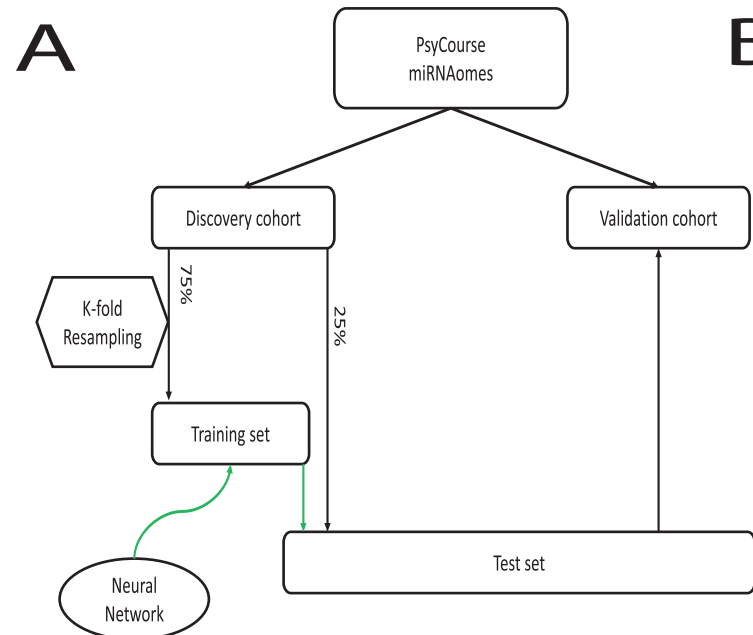 A
PsyCourse
miRNAomes
Discovery cohort
Validation cohort
75%
25%
K-fold
Resampling
Training set
Test set
Neural
Network